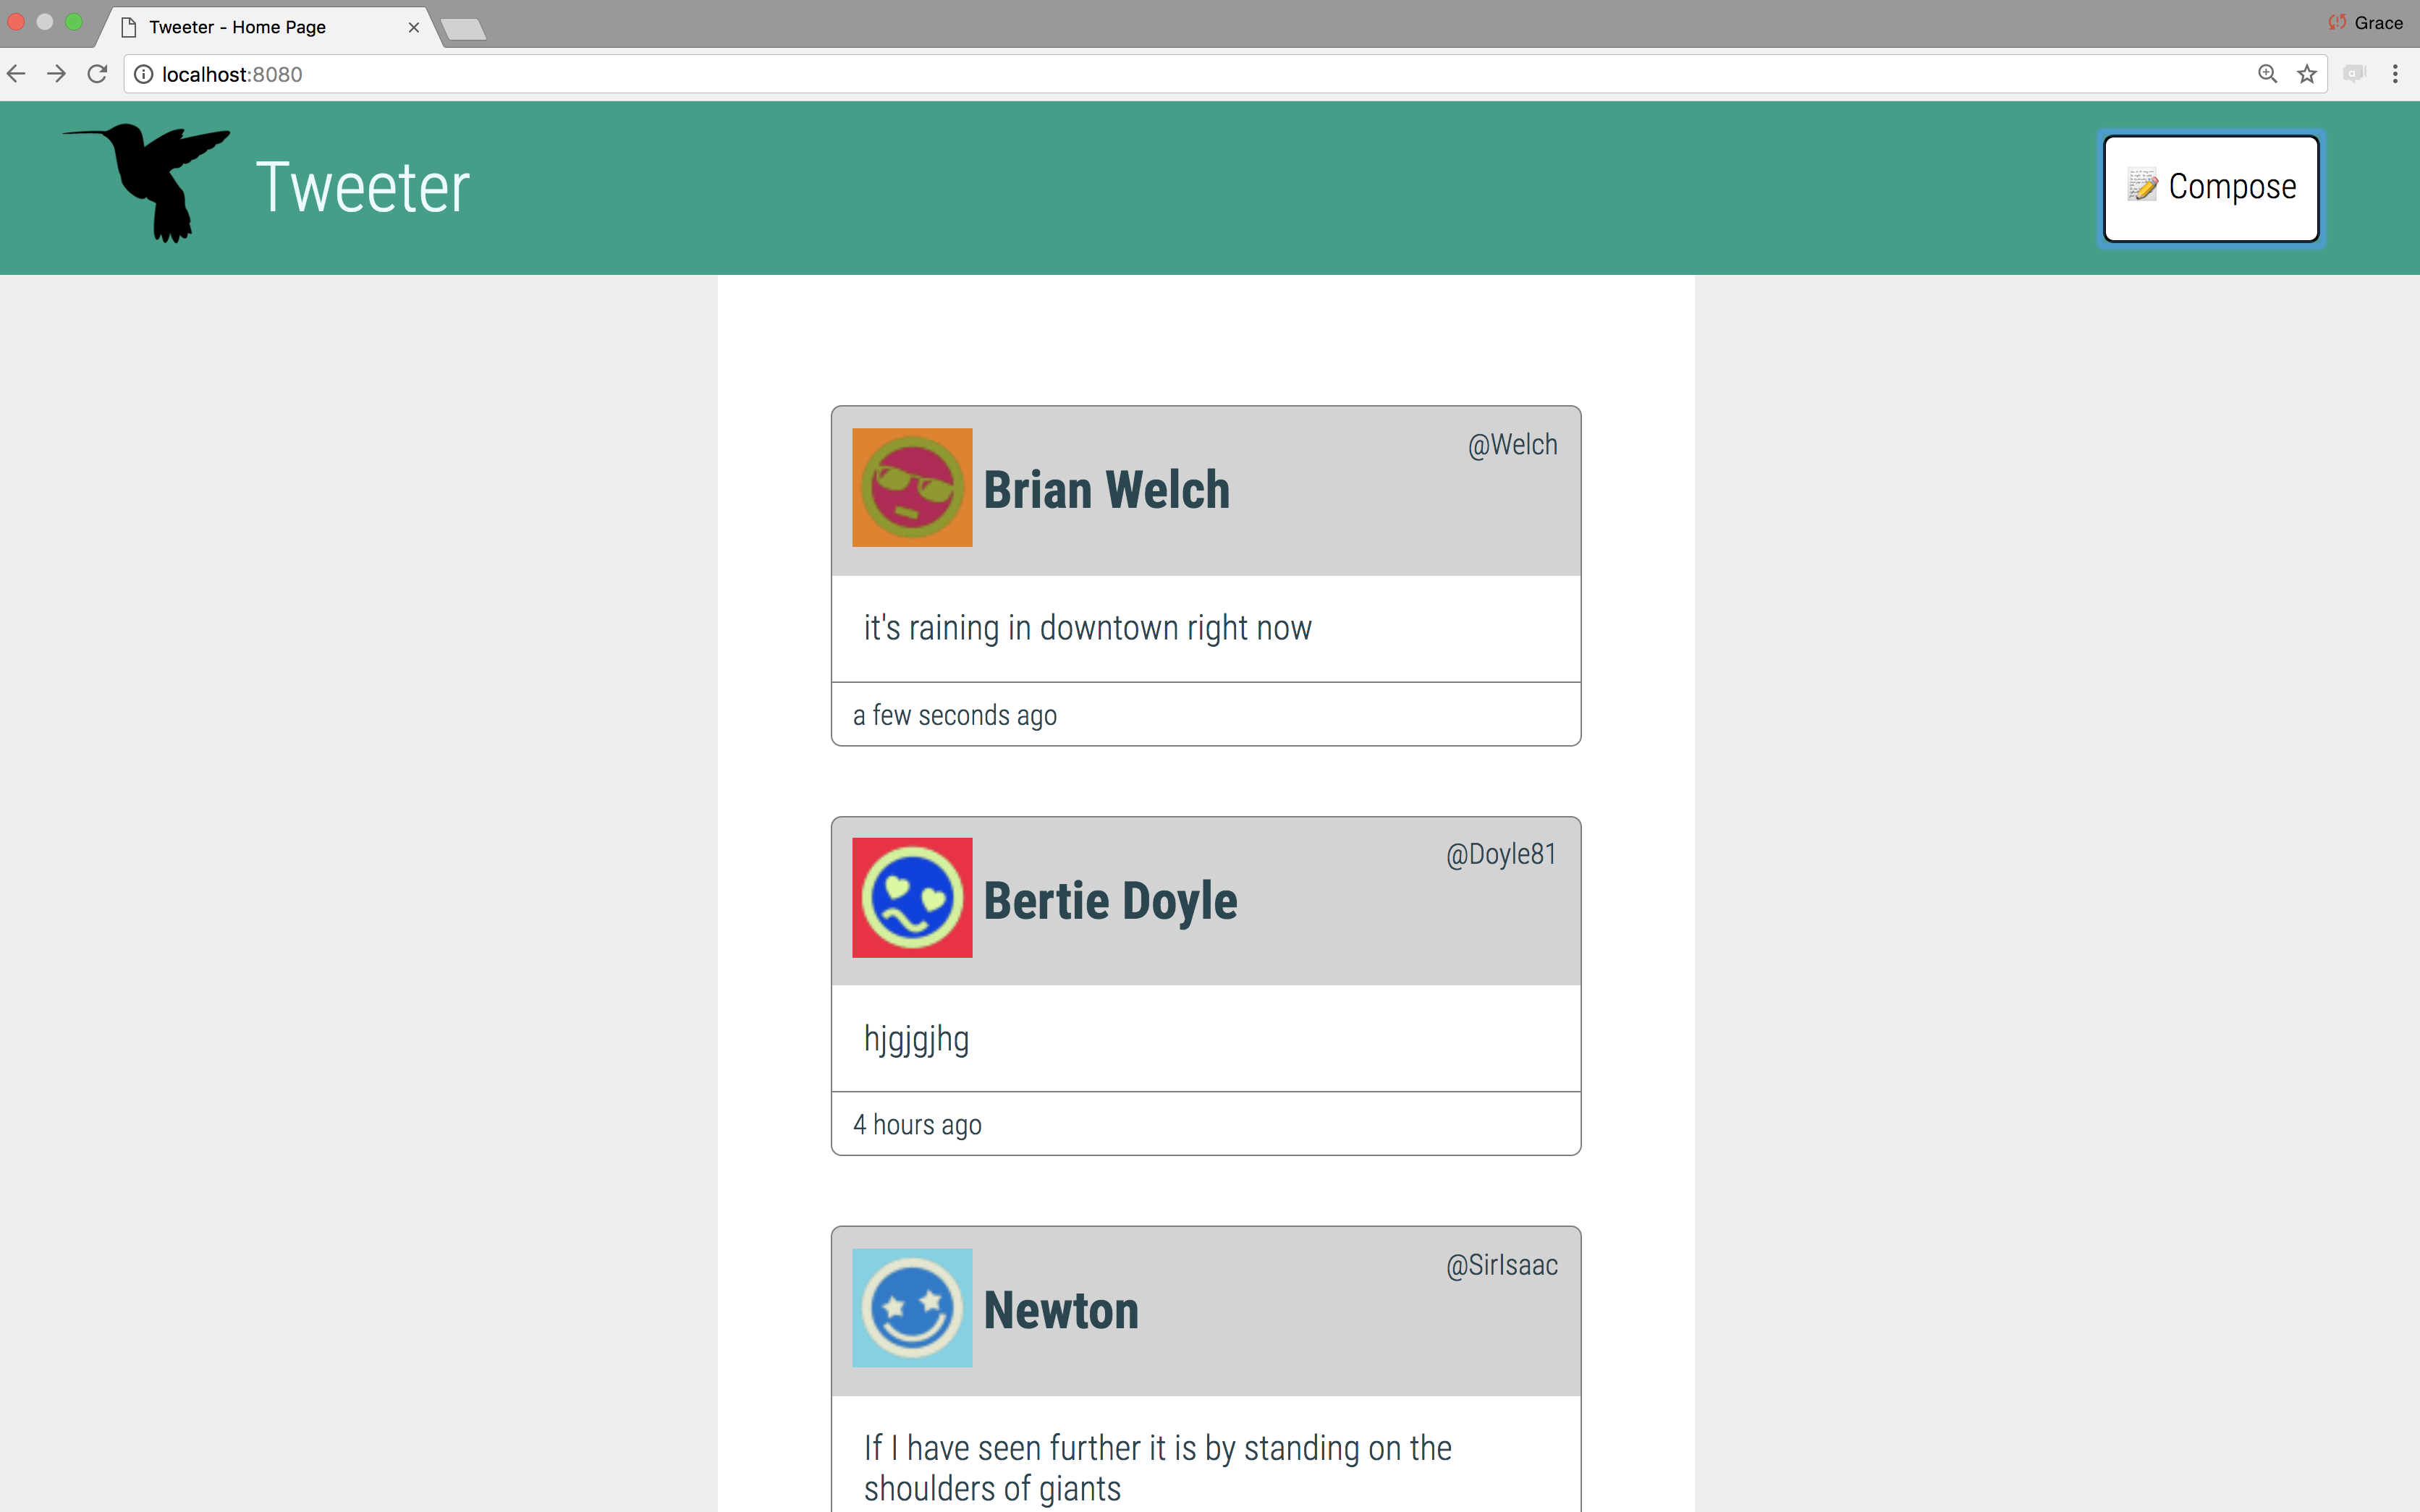 Tweeter - Home Page
Grace
localhost:8080
Tweeter
Compose
@Welch
Brian Welch
it's raining in downtown right now
a few seconds ago
@Doyle81
Bertie Doyle
hjgjgjhg
4 hours ago
@SirIsaac
Newton
If I have seen further it is by standing on the
shoulders of giants